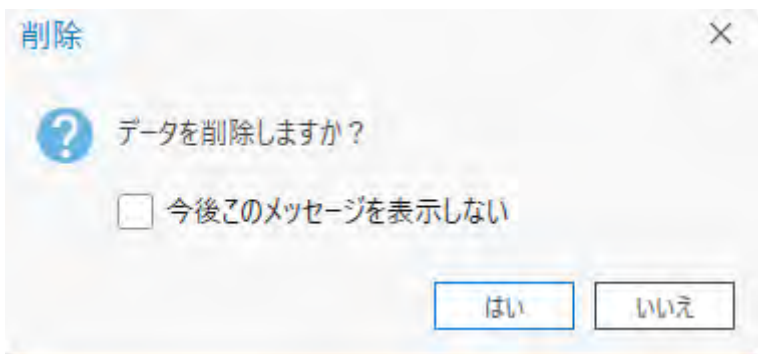 削除
データを削除しますか？
今後このメッセージを表示しない
はい
いいえ